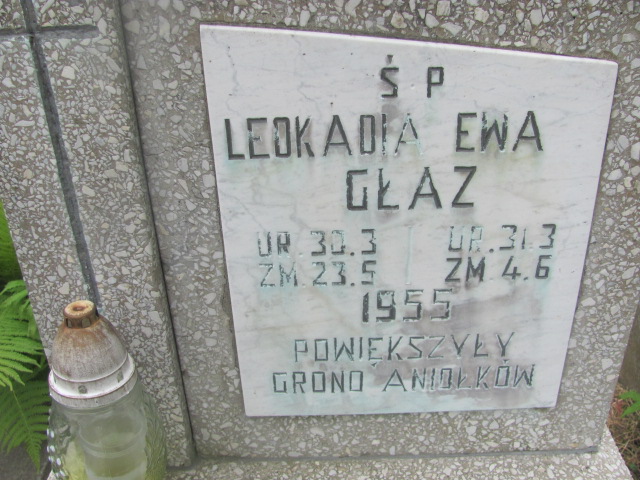 Ś P
LEOKADIA EWA
GŁAZ
UR. 30.3 UR. 31.3
ZM. 23.5 ZM. 4.6
1955
POWIĘKSZYŁY
GRONO ANIOŁKÓW